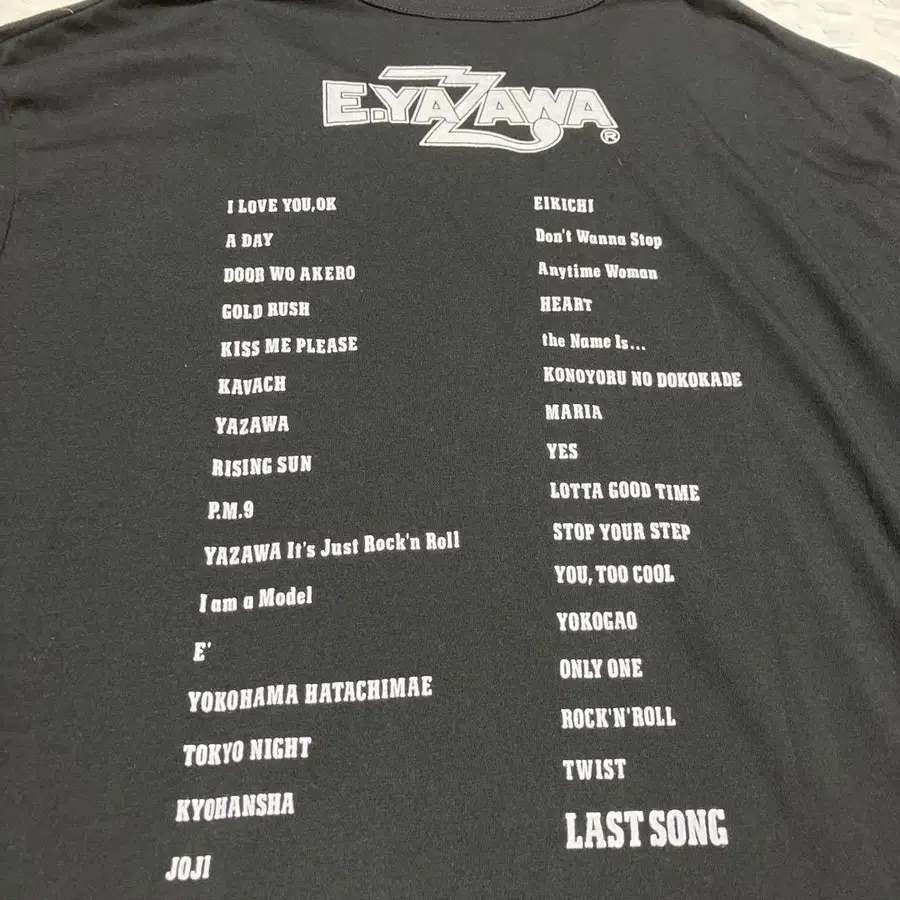 E.YAZAWA®
I LOVE YOU,OK
A DAY
DOOR WO AKERO
GOLD RUSH
KISS ME PLEASE
KAVACH
YAZAWA
RISING SUN
P.M.9
YAZAWA It's Just Rock'n Roll
I am a Model
E'
YOKOHAMA HATACHIMAE
TOKYO NIGHT
KYOHANSHA
JOJI
EIKICHI
Don't Wanna Stop
Anytime Woman
HEART
the Name Is...
KONOYORU NO DOKOKADE
MARIA
YES
LOTTA GOOD TIME
STOP YOUR STEP
YOU, TOO COOL
YOKOGAO
ONLY ONE
ROCK'N'ROLL
TWIST
LAST SONG